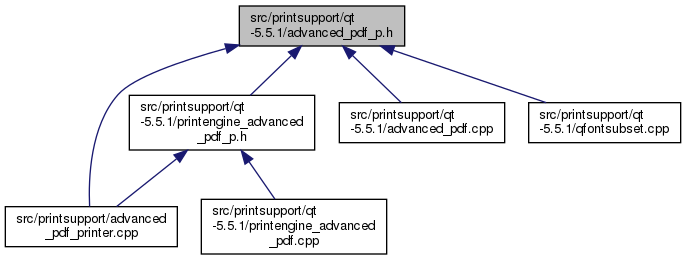 src/printsupport/qt
-5.5.1/advanced_pdf_p.h
src/printsupport/qt
-5.5.1/printengine_advanced
_pdf_p.h
src/printsupport/qt
-5.5.1/advanced_pdf.cpp
src/printsupport/qt
-5.5.1/qfontsubset.cpp
src/printsupport/advanced
_pdf_printer.cpp
src/printsupport/qt
-5.5.1/printengine_advanced
_pdf.cpp